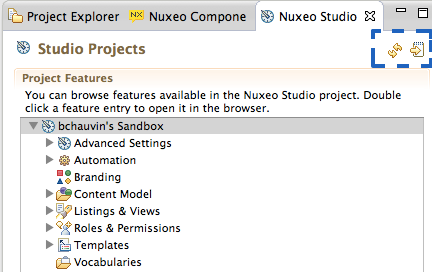 Project Explorer
Nuxeo Compone
Nuxeo Studio
Studio Projects
Project Features
You can browse features available in the Nuxeo Studio project. Double
click a feature entry to open it in the browser.
bchauvin's Sandbox
Advanced Settings
Automation
Branding
Content Model
Listings & Views
Roles & Permissions
Templates
Vocabularies